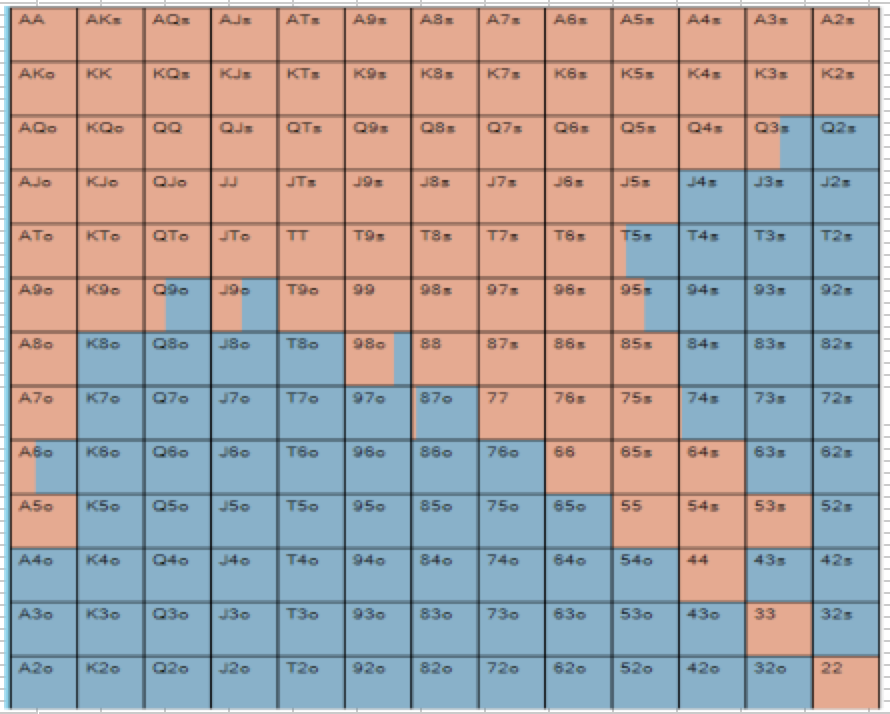 AA AKs AQs AJs ATs A9s A8s A7s A6s A5s A4s A3s A2s
AKo KK KQs KJs KTs K9s K8s K7s K6s K5s K4s K3s K2s
AQo KQo QQ QJs QTs Q9s Q8s Q7s Q6s Q5s Q4s Q3s Q2s
AJo KJo QJo JJ JTs J9s J8s J7s J6s J5s J4s J3s J2s
ATo KTo QTo JTo TT T9s T8s T7s T6s T5s T4s T3s T2s
A9o K9o Q9o J9o T9o 99 98s 97s 96s 95s 94s 93s 92s
A8o K8o Q8o J8o T8o 98o 88 87s 86s 85s 84s 83s 82s
A7o K7o Q7o J7o T7o 97o 87o 77 76s 75s 74s 73s 72s
A6o K6o Q6o J6o T6o 96o 86o 76o 66 65s 64s 63s 62s
A5o K5o Q5o J5o T5o 95o 85o 75o 65o 55 54s 53s 52s
A4o K4o Q4o J4o T4o 94o 84o 74o 64o 54o 44 43s 42s
A3o K3o Q3o J3o T3o 93o 83o 73o 63o 53o 43o 33 32s
A2o K2o Q2o J2o T2o 92o 82o 72o 62o 52o 42o 32o 22